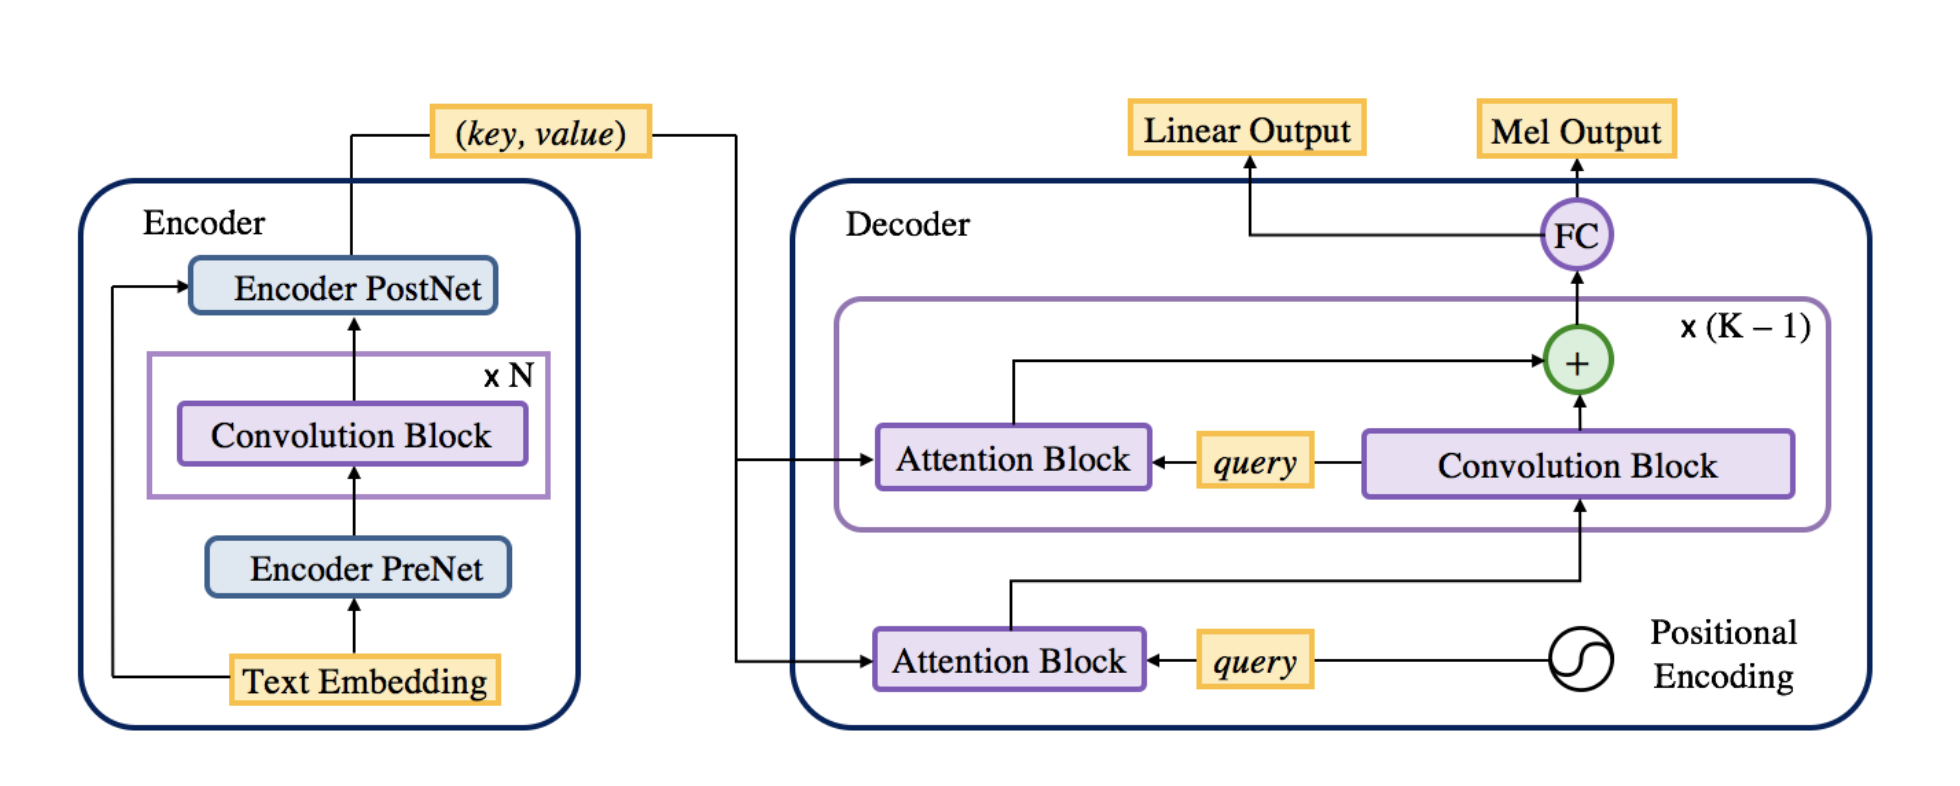 (key, value)
Linear Output
Mel Output
Encoder
Decoder
FC
Encoder PostNet
x (K – 1)
+
x N
Convolution Block
Attention Block
query
Convolution Block
Encoder PreNet
Positional
Encoding
Text Embedding
Attention Block
query